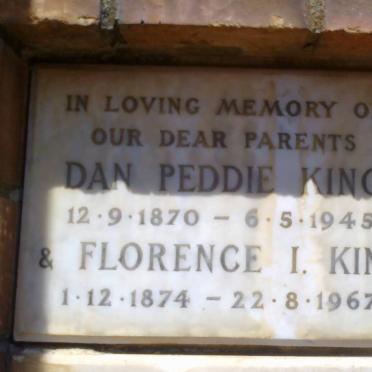 IN LOVING MEMORY O
OUR DEAR PARENTS
DAN PEDDIE KING
12·9·1870 – 6·5·1945
& FLORENCE I. KIN
1·12·1874 – 22·8·1967